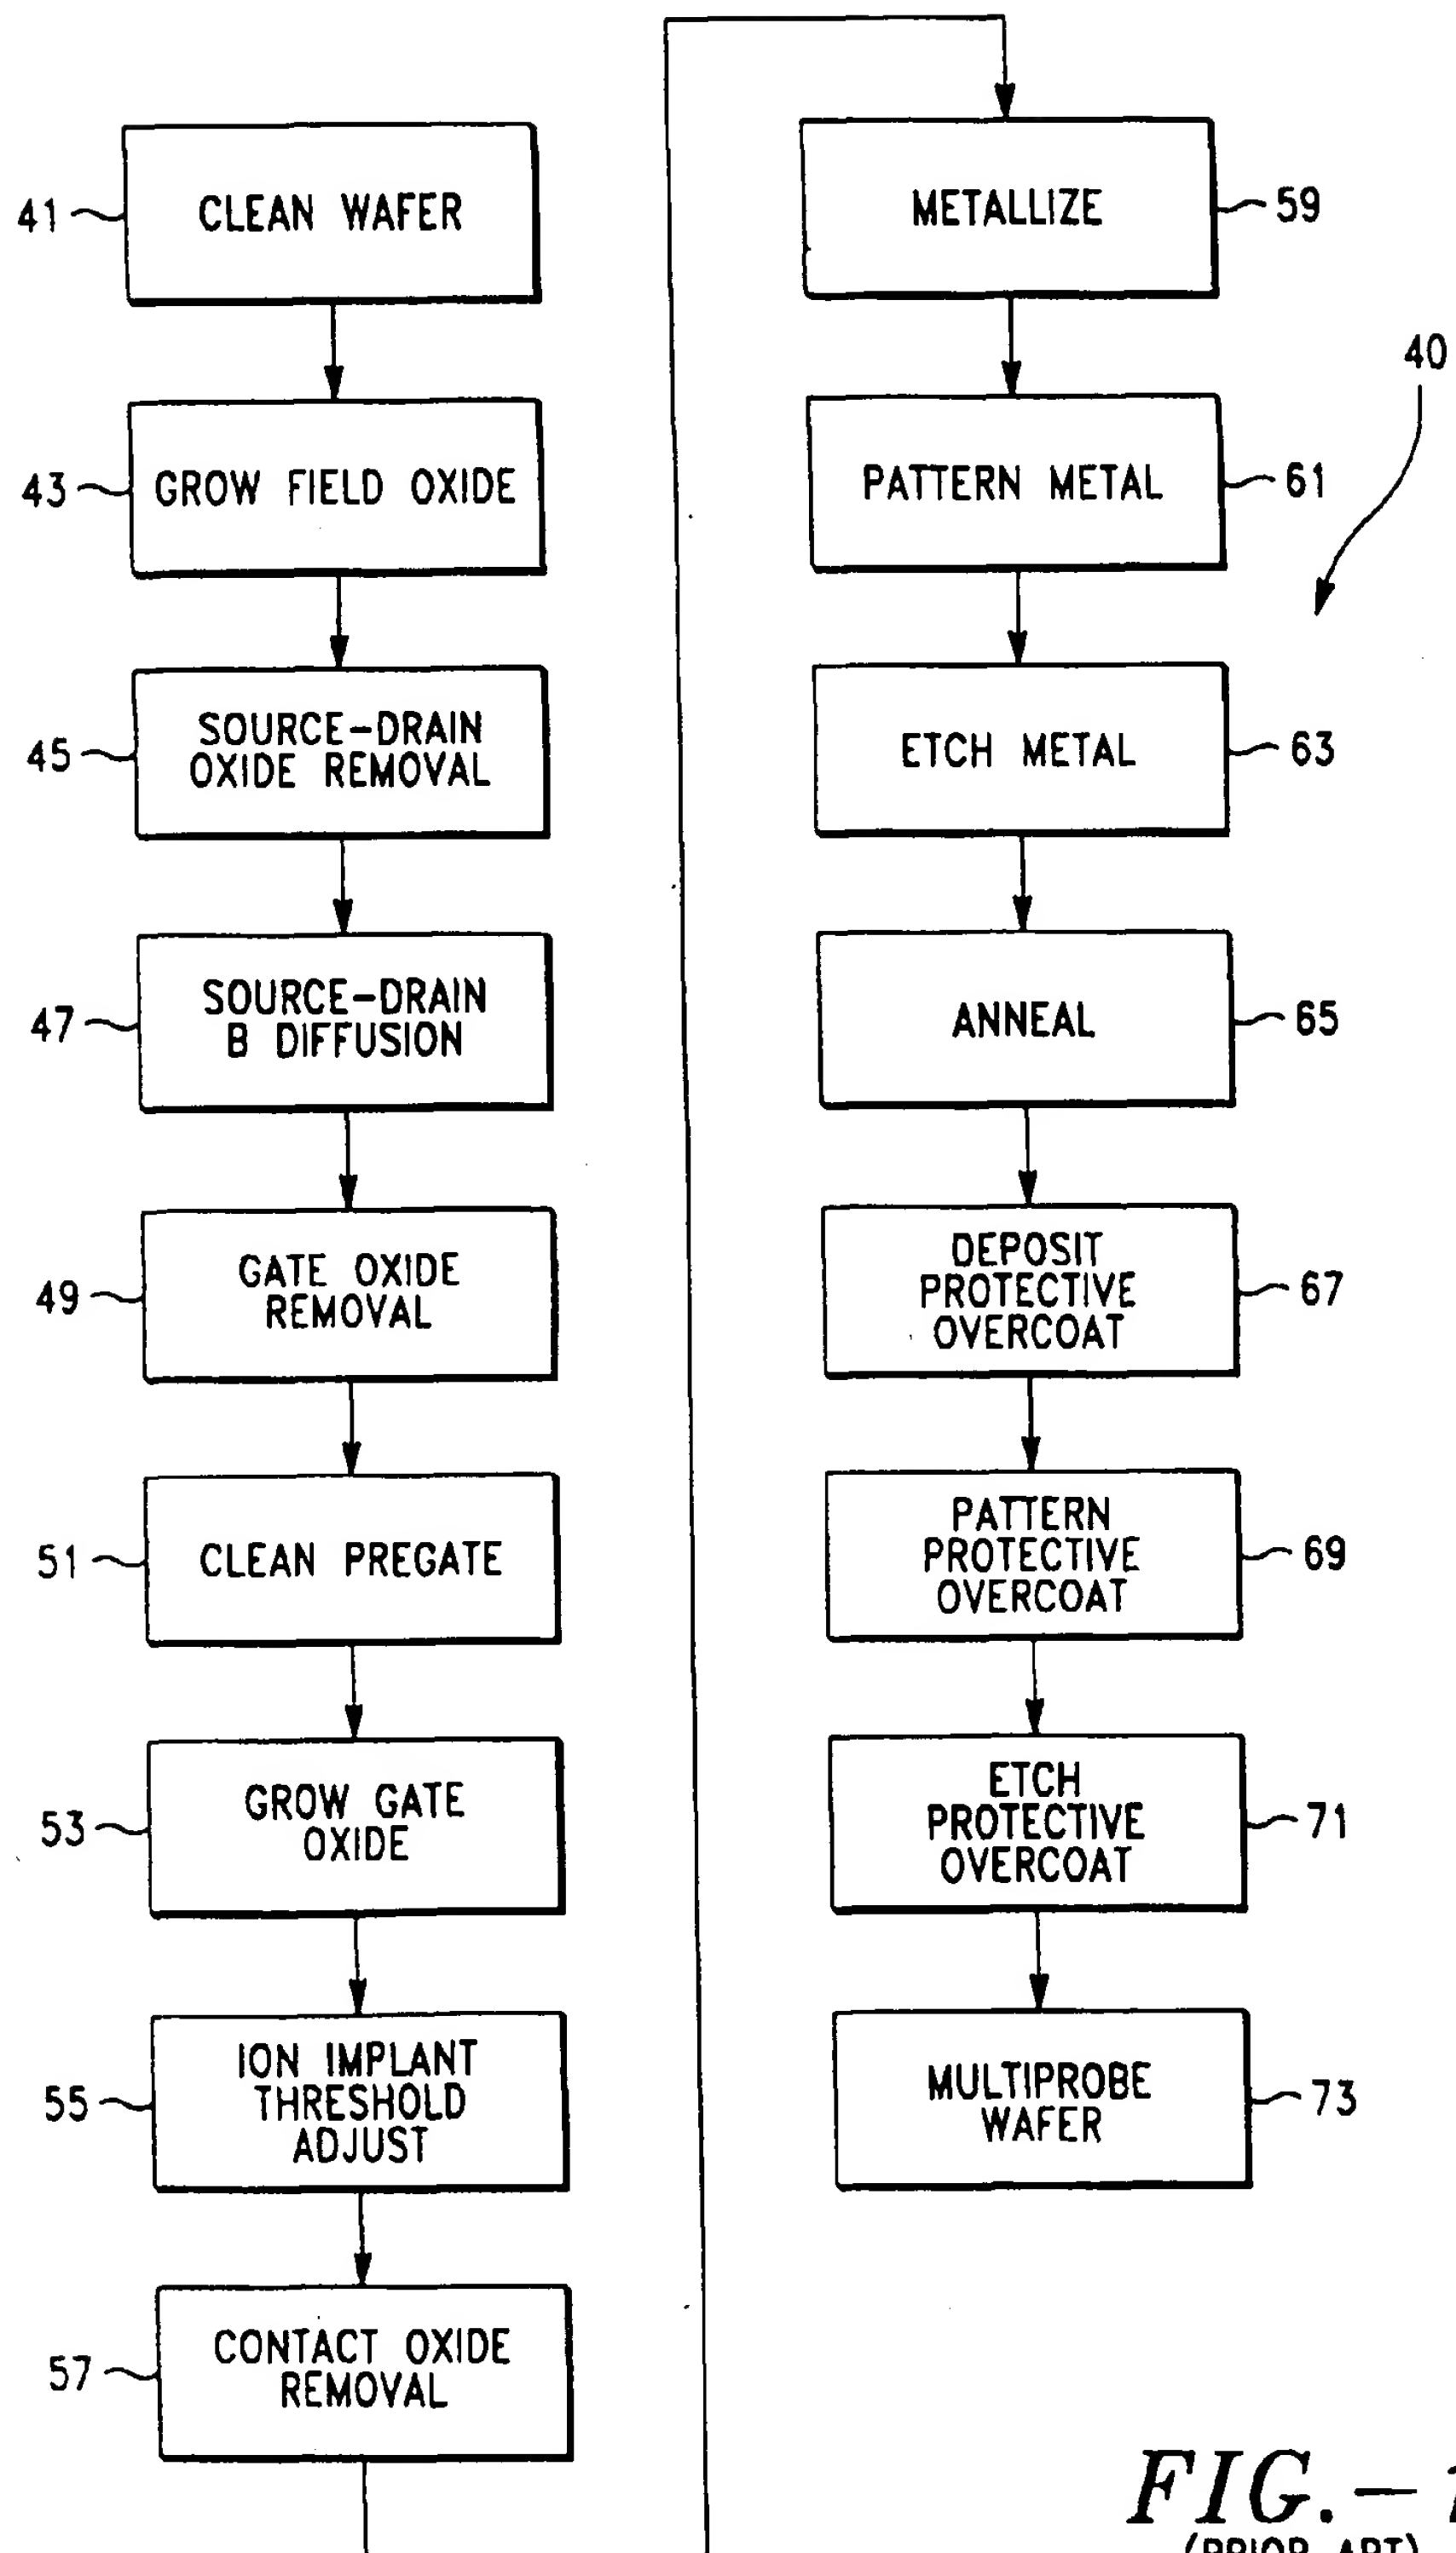 41
CLEAN WAFER
43
GROW FIELD OXIDE
45
SOURCE-DRAIN
OXIDE REMOVAL
47
SOURCE-DRAIN
B DIFFUSION
49
GATE OXIDE
REMOVAL
51
CLEAN PREGATE
53
GROW GATE
OXIDE
55
ION IMPLANT
THRESHOLD
ADJUST
57
CONTACT OXIDE
REMOVAL
METALLIZE
59
40
PATTERN METAL
61
ETCH METAL
63
ANNEAL
65
DEPOSIT
PROTECTIVE
OVERCOAT
67
PATTERN
PROTECTIVE
OVERCOAT
69
ETCH
PROTECTIVE
OVERCOAT
71
MULTIPROBE
WAFER
73
FIG.-
(PRIOR ART)